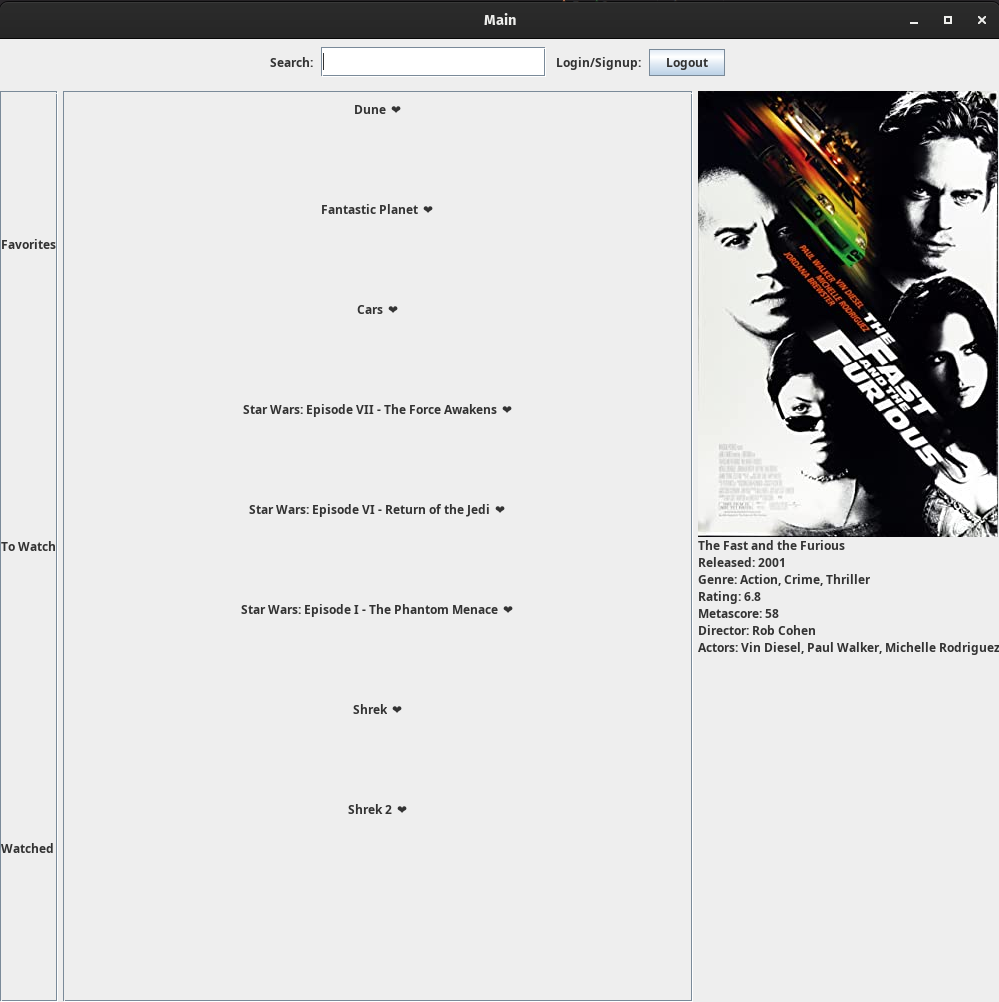 Main
Search:
Login/Signup:
Logout
Favorites
To Watch
Watched
Dune ❤
Fantastic Planet ❤
Cars ❤
Star Wars: Episode VII - The Force Awakens ❤
Star Wars: Episode VI - Return of the Jedi ❤
Star Wars: Episode I - The Phantom Menace ❤
Shrek ❤
Shrek 2 ❤
VIN DIESEL
PAUL WALKER
MICHELLE RODRIGUEZ
JORDANA BREWSTER
THE
FAST
AND THE
FURIOUS
The Fast and the Furious
Released: 2001
Genre: Action, Crime, Thriller
Rating: 6.8
Metascore: 58
Director: Rob Cohen
Actors: Vin Diesel, Paul Walker, Michelle Rodriguez